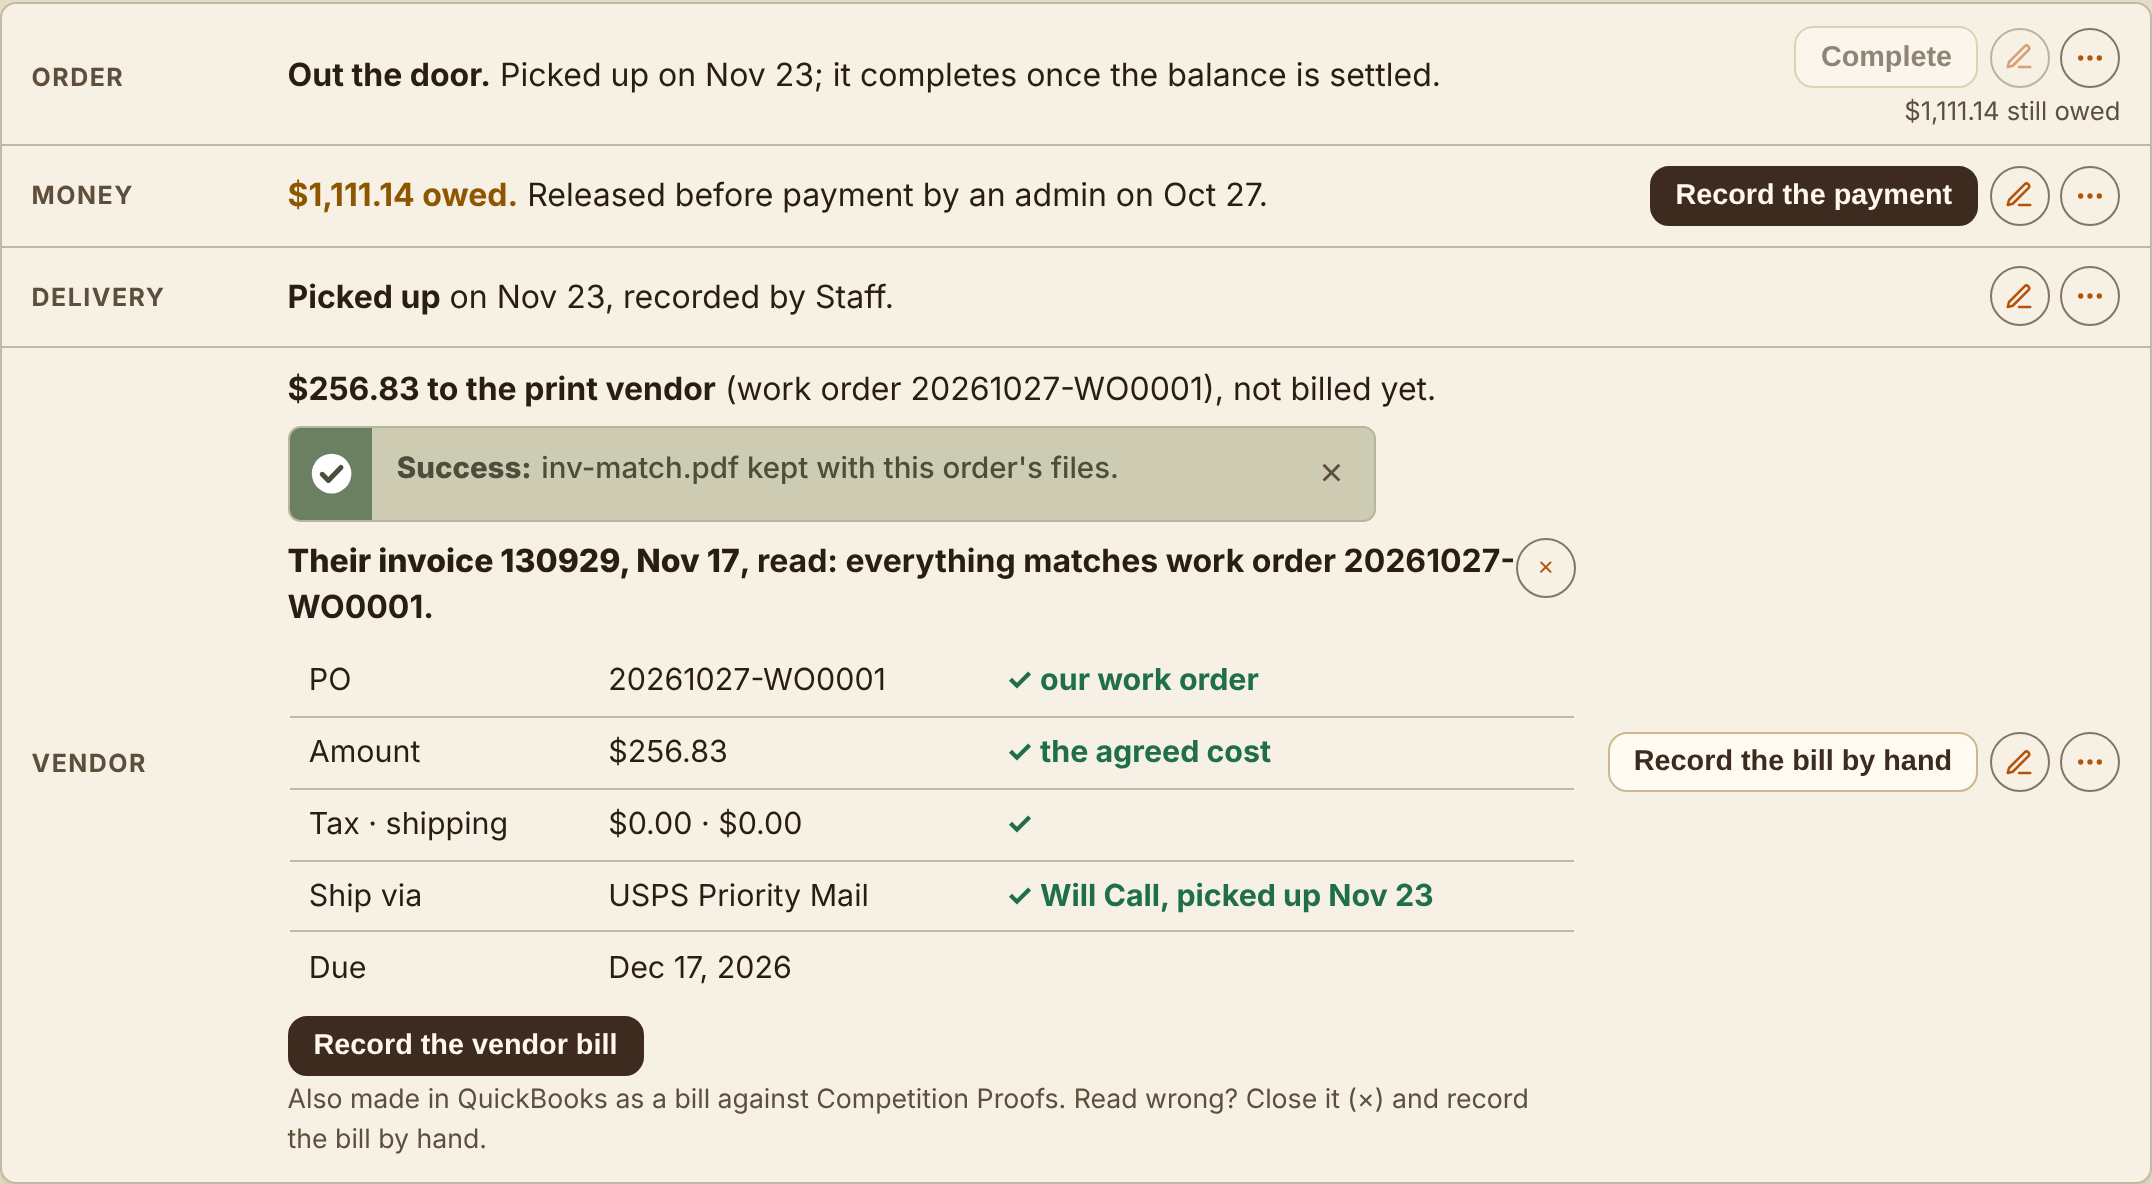 ORDER
Out the door. Picked up on Nov 23; it completes once the balance is settled.
Complete
$1,111.14 still owed
MONEY
$1,111.14 owed. Released before payment by an admin on Oct 27.
Record the payment
DELIVERY
Picked up on Nov 23, recorded by Staff.
VENDOR
$256.83 to the print vendor (work order 20261027-WO0001), not billed yet.
Success: inv-match.pdf kept with this order's files.
Their invoice 130929, Nov 17, read: everything matches work order 20261027-
WO0001.
PO 20261027-WO0001 ✓ our work order
Amount $256.83 ✓ the agreed cost
Tax · shipping $0.00 · $0.00 ✓
Ship via USPS Priority Mail ✓ Will Call, picked up Nov 23
Due Dec 17, 2026
Record the vendor bill
Also made in QuickBooks as a bill against Competition Proofs. Read wrong? Close it (×) and record
the bill by hand.
Record the bill by hand